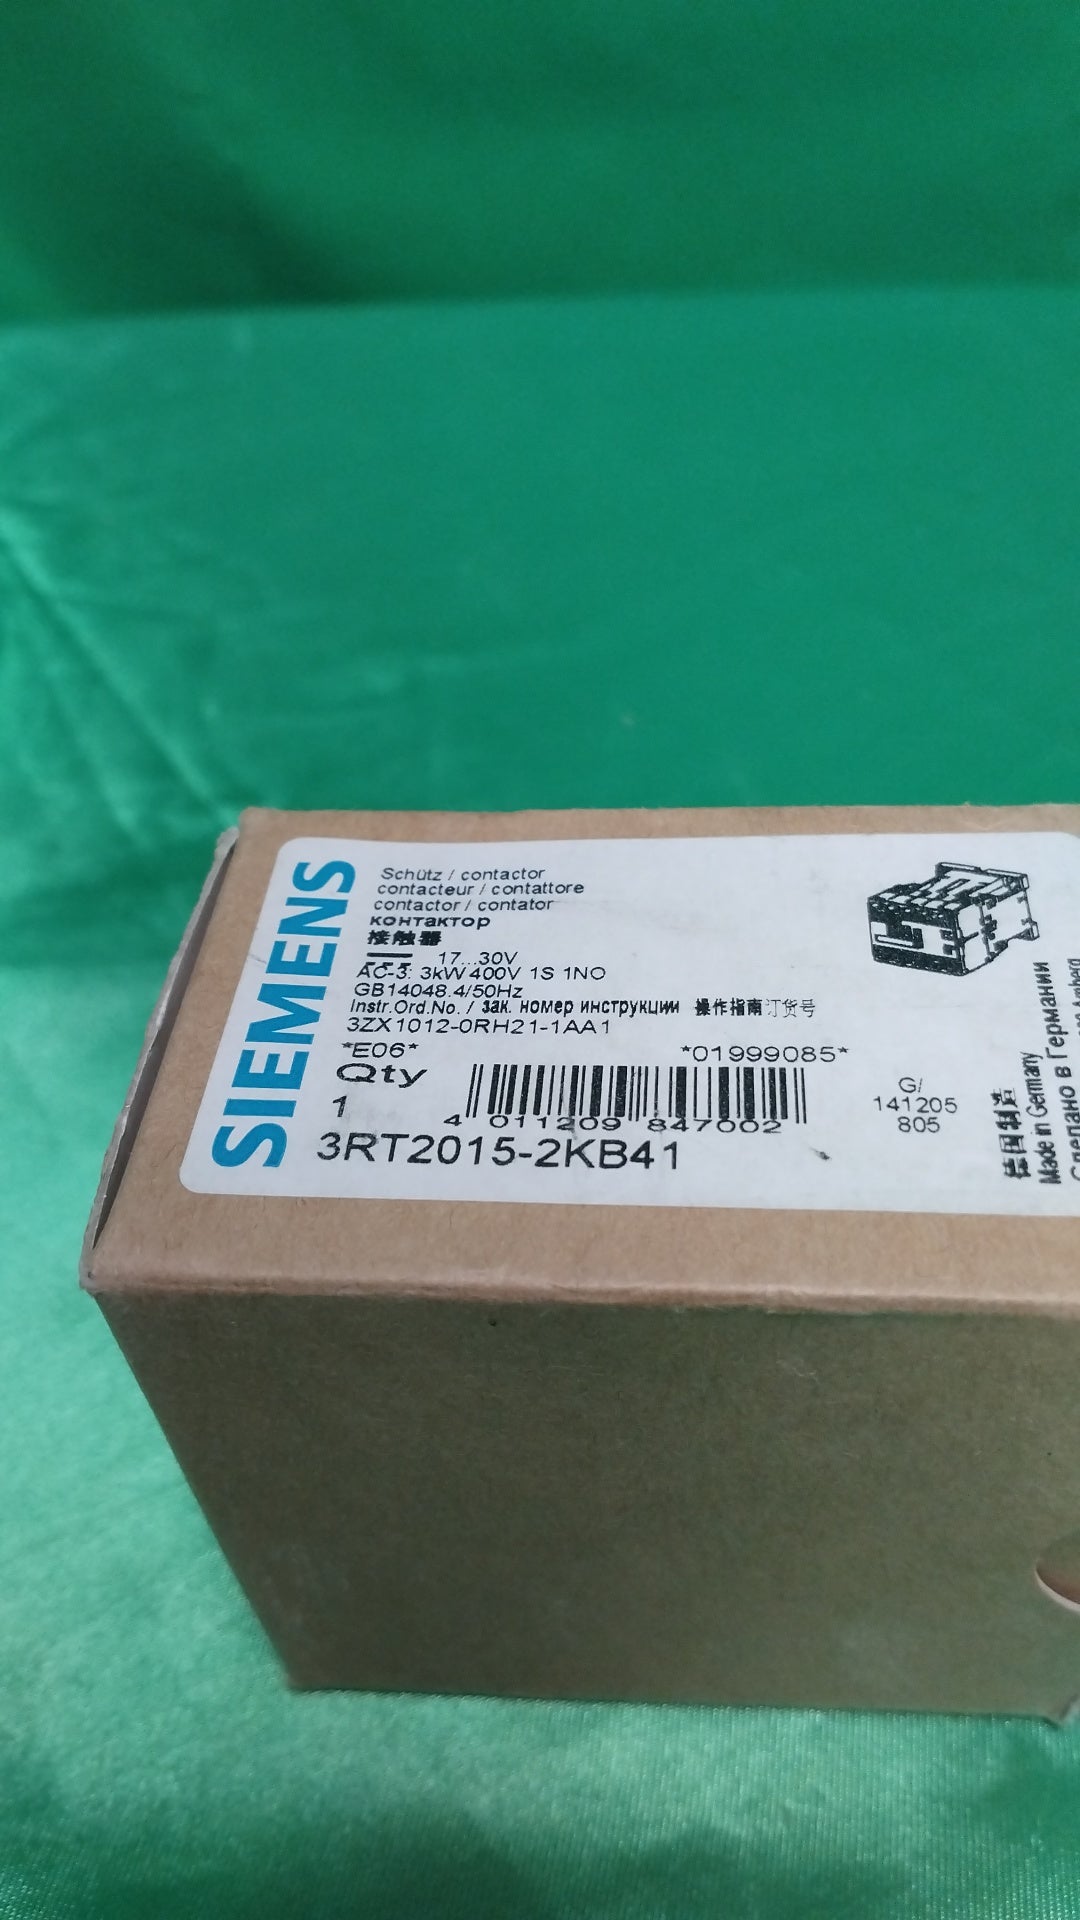 SIEMENS
Schütz / contactor
contacteur / contattore
contactor / contator
контактор
接触器
17...30V
AC-3: 3kW 400V 1S 1NO
GB14048.4/50Hz
Instr.Ord.No. / зак. номер инструкции 操作指南订货号
3ZX1012-0RH21-1AA1
*E06* *01999085*
Qty
1
4 011209 847002
3RT2015-2KB41
G/
141205
805
德国制造
Made in Germany
Сделано в Германии